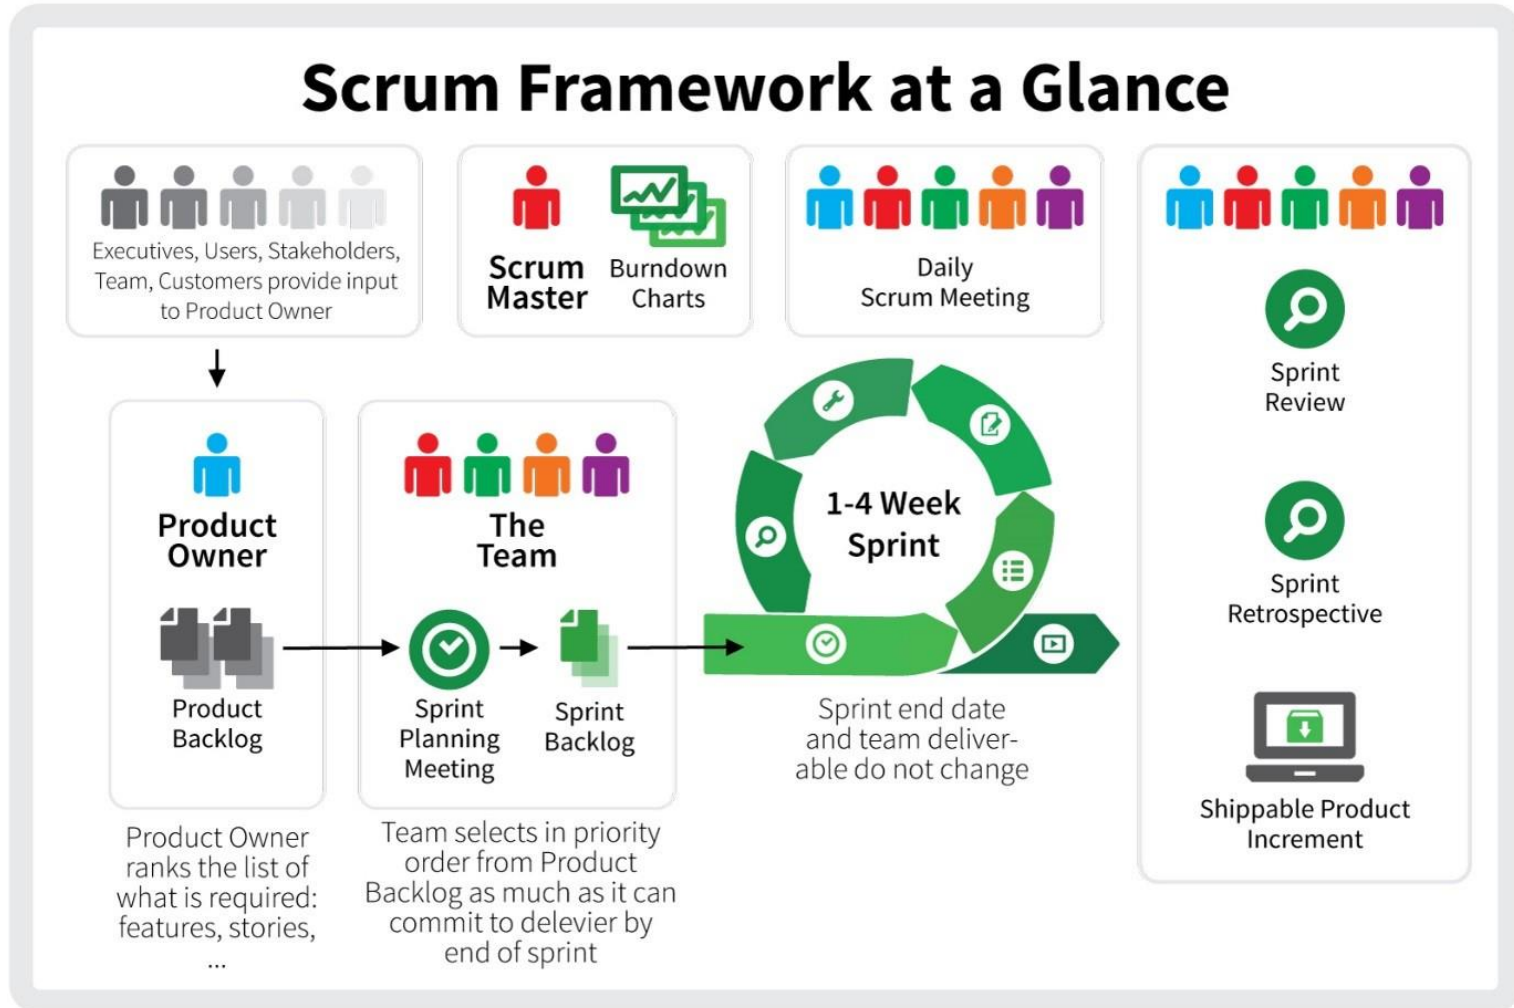 Scrum Framework at a Glance
Executives, Users, Stakeholders,
Team, Customers provide input
to Product Owner
Scrum
Master
Burndown
Charts
Daily
Scrum Meeting
Sprint
Review
Sprint
Retrospective
Shippable Product
Increment
Product
Owner
Product
Backlog
Product Owner
ranks the list of
what is required:
features, stories,
...
The
Team
Sprint
Planning
Meeting
Sprint
Backlog
Team selects in priority
order from Product
Backlog as much as it can
commit to delevier by
end of sprint
1-4 Week
Sprint
Sprint end date
and team deliver-
able do not change